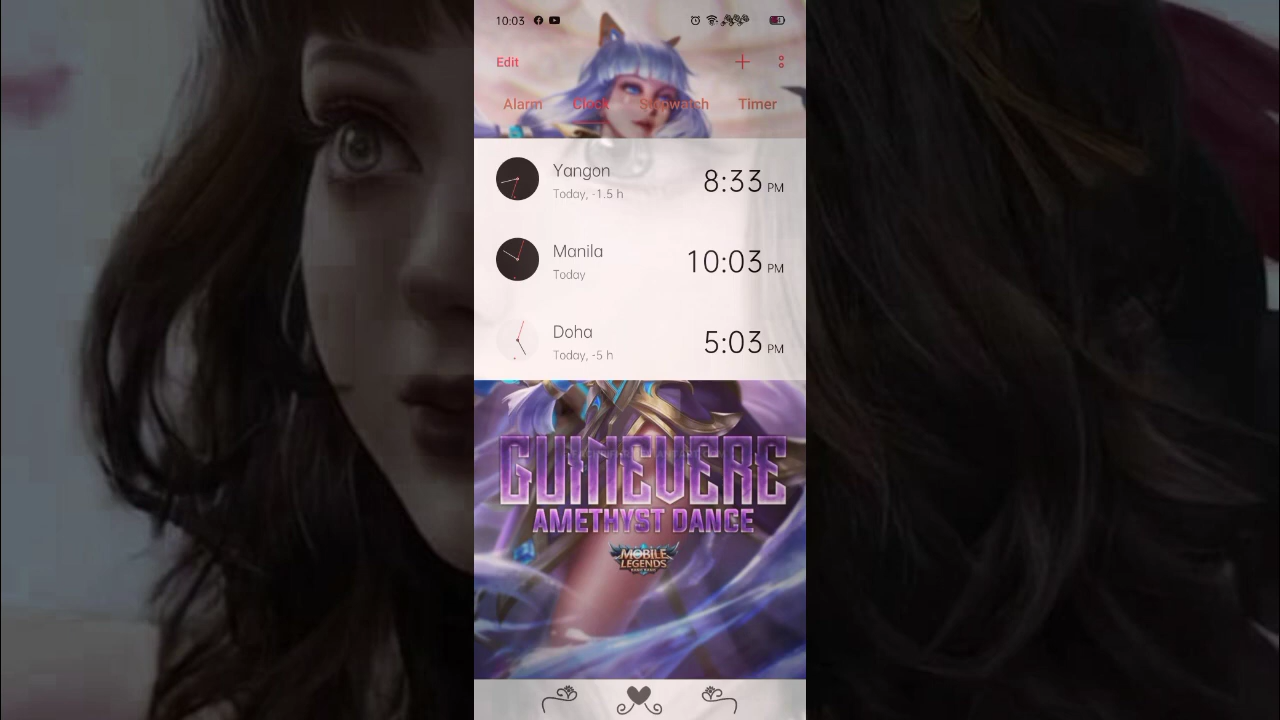 10:03
Edit
Alarm Clock Stopwatch Timer
Yangon
8:33 PM
Today, -1.5 h
Manila
10:03 PM
Today
Doha
5:03 PM
Today, -5 h
GUINEVERE
AMETHYST DANCE
MOBILE
LEGENDS